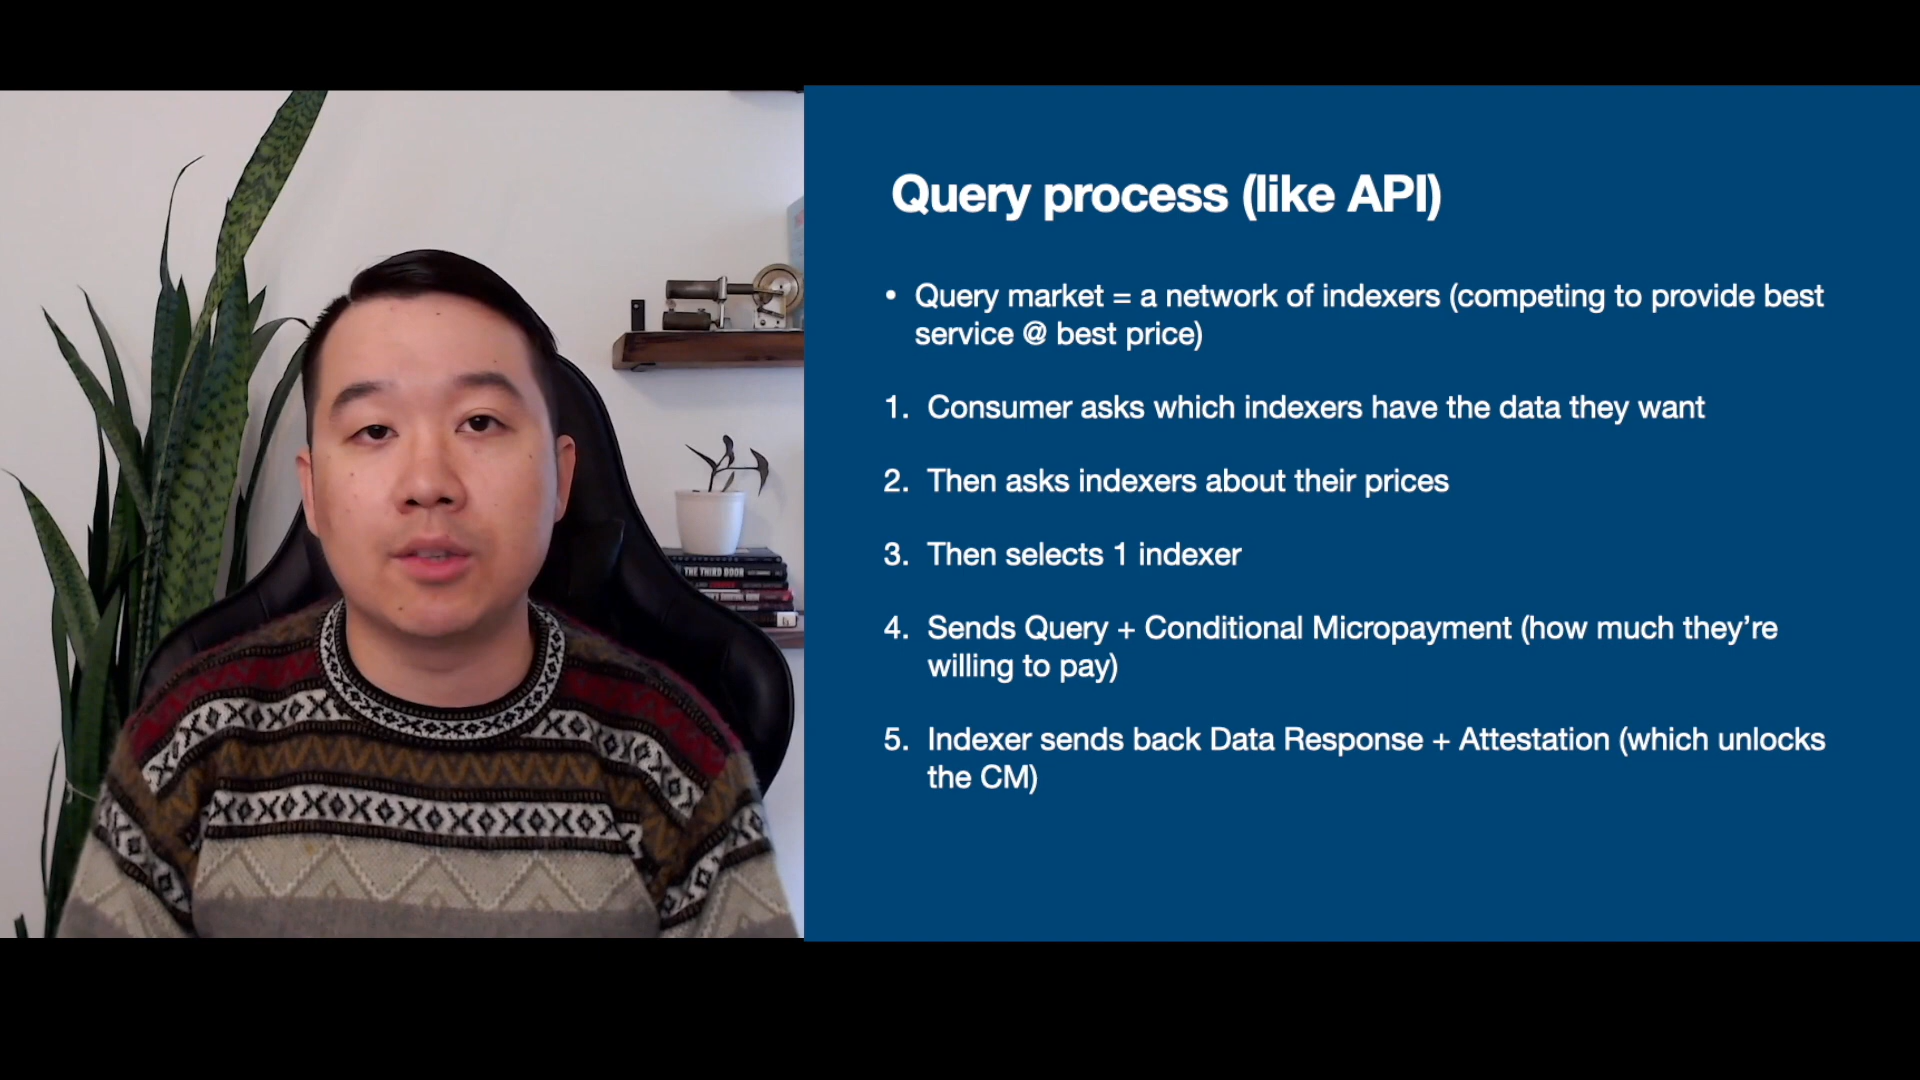 Query process (like API)
• Query market = a network of indexers (competing to provide best
service @ best price)
1. Consumer asks which indexers have the data they want
2. Then asks indexers about their prices
3. Then selects 1 indexer
4. Sends Query + Conditional Micropayment (how much they're
willing to pay)
5. Indexer sends back Data Response + Attestation (which unlocks
the CM)
THE THIRD DOOR